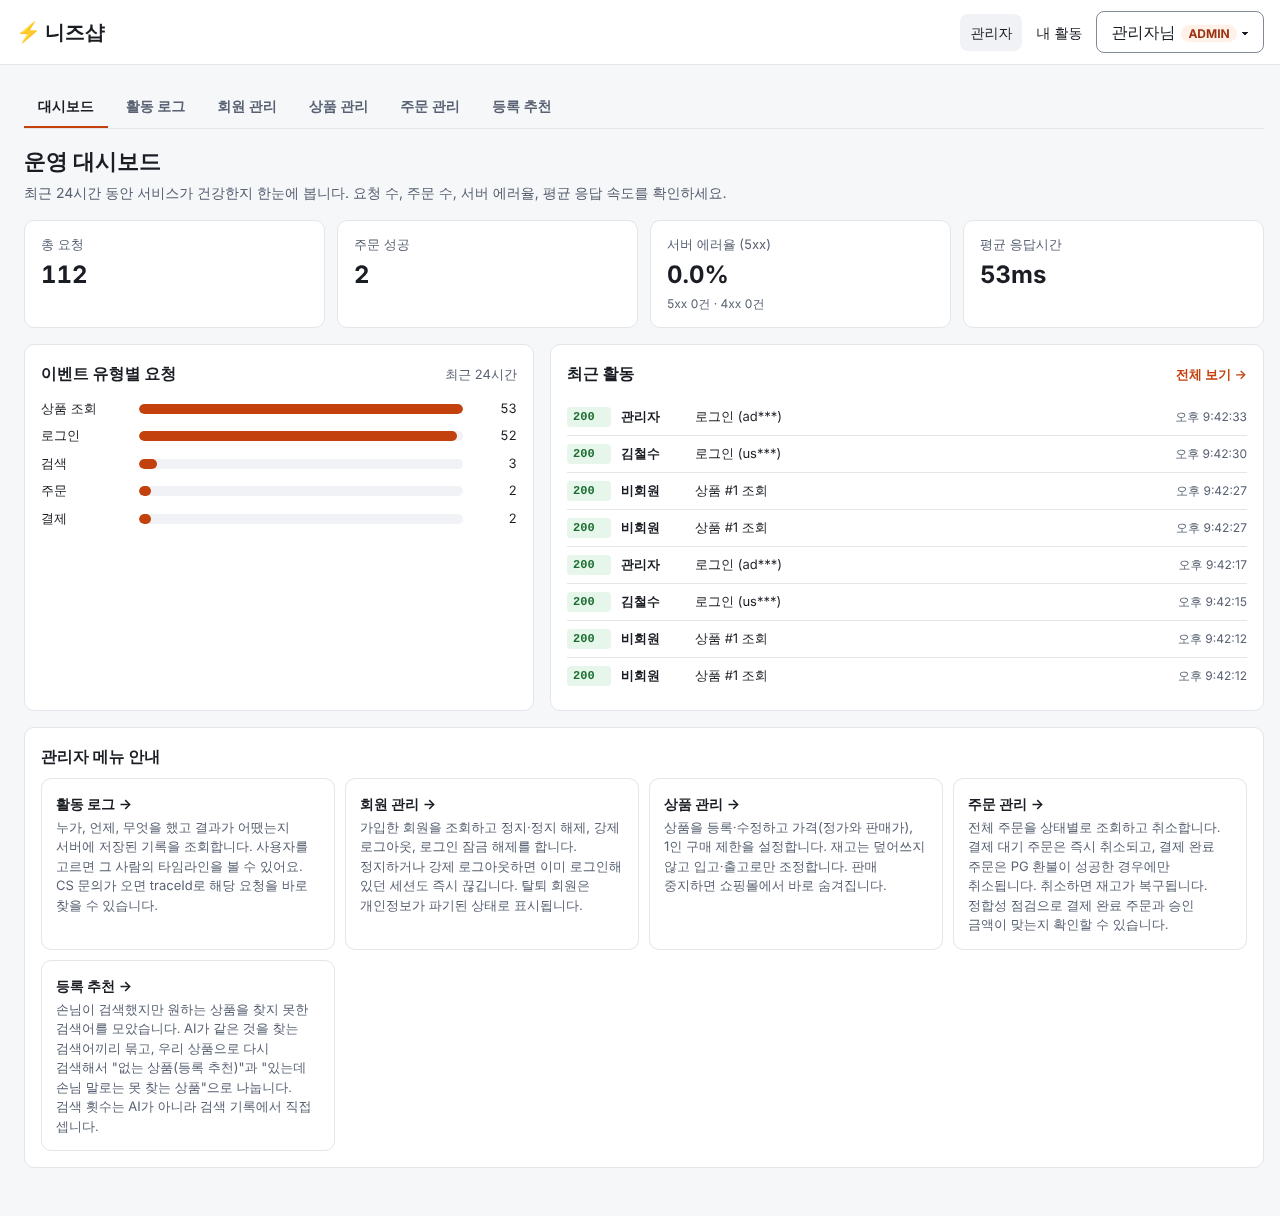 ⚡ 니즈샵
관리자 내 활동 관리자님 ADMIN
대시보드 활동 로그 회원 관리 상품 관리 주문 관리 등록 추천
운영 대시보드
최근 24시간 동안 서비스가 건강한지 한눈에 봅니다. 요청 수, 주문 수, 서버 에러율, 평균 응답 속도를 확인하세요.
총 요청
112
주문 성공
2
서버 에러율 (5xx)
0.0%
5xx 0건 · 4xx 0건
평균 응답시간
53ms
이벤트 유형별 요청 최근 24시간
상품 조회 53
로그인 52
검색 3
주문 2
결제 2
최근 활동 전체 보기 →
200 관리자 로그인 (ad***) 오후 9:42:33
200 김철수 로그인 (us***) 오후 9:42:30
200 비회원 상품 #1 조회 오후 9:42:27
200 비회원 상품 #1 조회 오후 9:42:27
200 관리자 로그인 (ad***) 오후 9:42:17
200 김철수 로그인 (us***) 오후 9:42:15
200 비회원 상품 #1 조회 오후 9:42:12
200 비회원 상품 #1 조회 오후 9:42:12
관리자 메뉴 안내
활동 로그 →
누가, 언제, 무엇을 했고 결과가 어땠는지
서버에 저장된 기록을 조회합니다. 사용자를
고르면 그 사람의 타임라인을 볼 수 있어요.
CS 문의가 오면 traceId로 해당 요청을 바로
찾을 수 있습니다.
회원 관리 →
가입한 회원을 조회하고 정지·정지 해제, 강제
로그아웃, 로그인 잠금 해제를 합니다.
정지하거나 강제 로그아웃하면 이미 로그인해
있던 세션도 즉시 끊깁니다. 탈퇴 회원은
개인정보가 파기된 상태로 표시됩니다.
상품 관리 →
상품을 등록·수정하고 가격(정가와 판매가),
1인 구매 제한을 설정합니다. 재고는 덮어쓰지
않고 입고·출고로만 조정합니다. 판매
중지하면 쇼핑몰에서 바로 숨겨집니다.
주문 관리 →
전체 주문을 상태별로 조회하고 취소합니다.
결제 대기 주문은 즉시 취소되고, 결제 완료
주문은 PG 환불이 성공한 경우에만
취소됩니다. 취소하면 재고가 복구됩니다.
정합성 점검으로 결제 완료 주문과 승인
금액이 맞는지 확인할 수 있습니다.
등록 추천 →
손님이 검색했지만 원하는 상품을 찾지 못한
검색어를 모았습니다. AI가 같은 것을 찾는
검색어끼리 묶고, 우리 상품으로 다시
검색해서 "없는 상품(등록 추천)"과 "있는데
손님 말로는 못 찾는 상품"으로 나눕니다.
검색 횟수는 AI가 아니라 검색 기록에서 직접
셉니다.